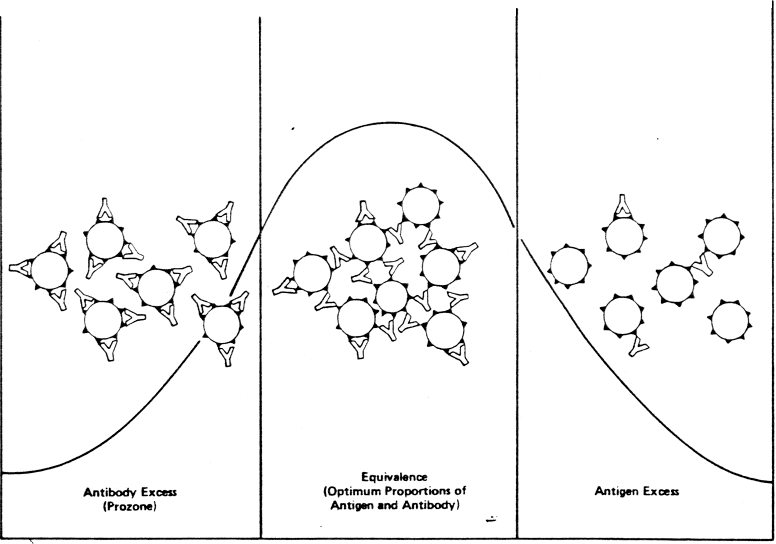 Antibody Excess
(Prozone)
Equivalence
(Optimum Proportions of
Antigen and Antibody)
Antigen Excess